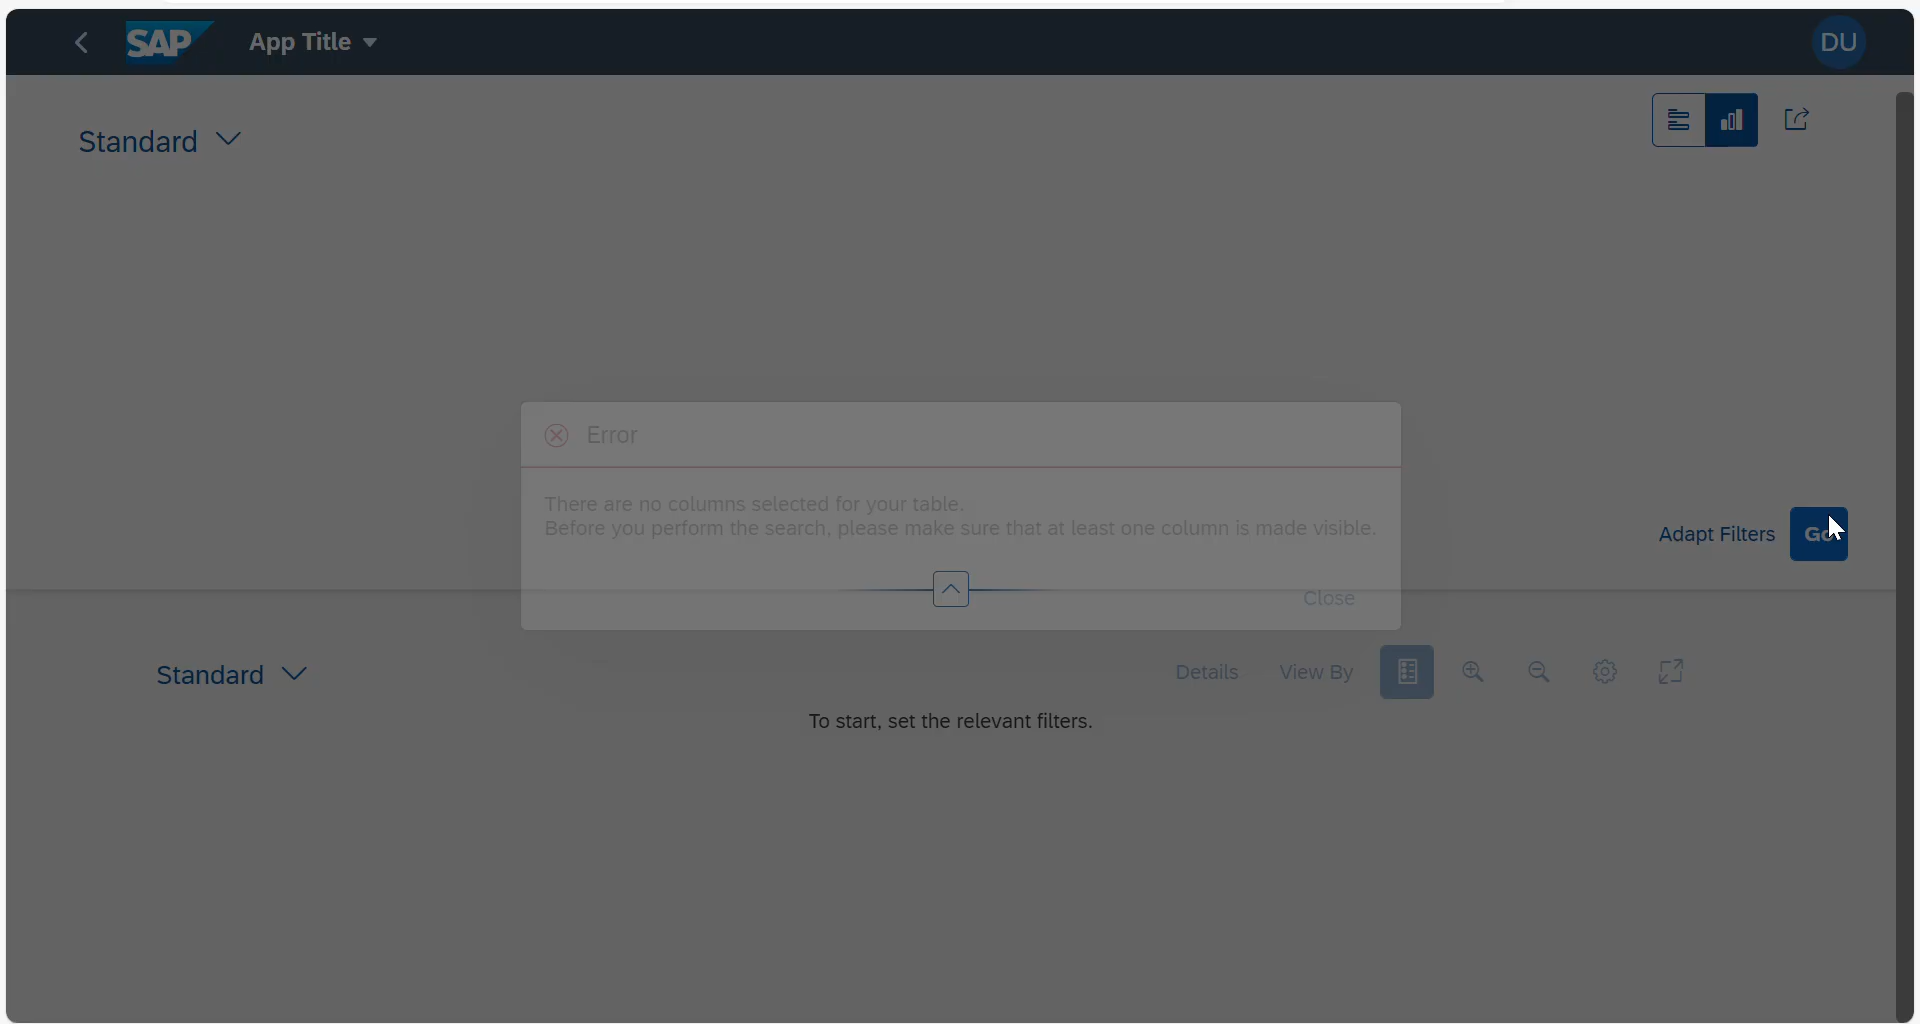 SAP
App Title
DU
Standard
Error
There are no columns selected for your table.
Before you perform the search, please make sure that at least one column is made visible.
Adapt Filters
Go
Close
Standard
Details
View By
To start, set the relevant filters.